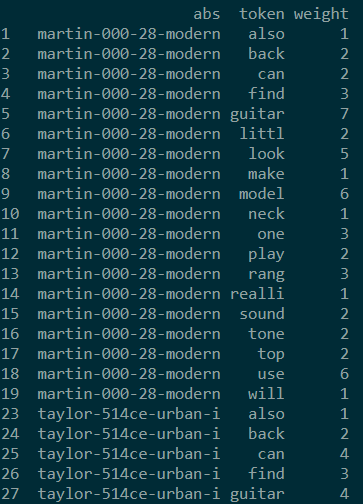 abs token weight
1 martin-000-28-modern also 1
2 martin-000-28-modern back 2
3 martin-000-28-modern can 2
4 martin-000-28-modern find 3
5 martin-000-28-modern guitar 7
6 martin-000-28-modern littl 2
7 martin-000-28-modern look 5
8 martin-000-28-modern make 1
9 martin-000-28-modern model 6
10 martin-000-28-modern neck 1
11 martin-000-28-modern one 3
12 martin-000-28-modern play 2
13 martin-000-28-modern rang 3
14 martin-000-28-modern realli 1
15 martin-000-28-modern sound 2
16 martin-000-28-modern tone 2
17 martin-000-28-modern top 2
18 martin-000-28-modern use 6
19 martin-000-28-modern will 1
23 taylor-514ce-urban-i also 1
24 taylor-514ce-urban-i back 2
25 taylor-514ce-urban-i can 4
26 taylor-514ce-urban-i find 3
27 taylor-514ce-urban-i guitar 4